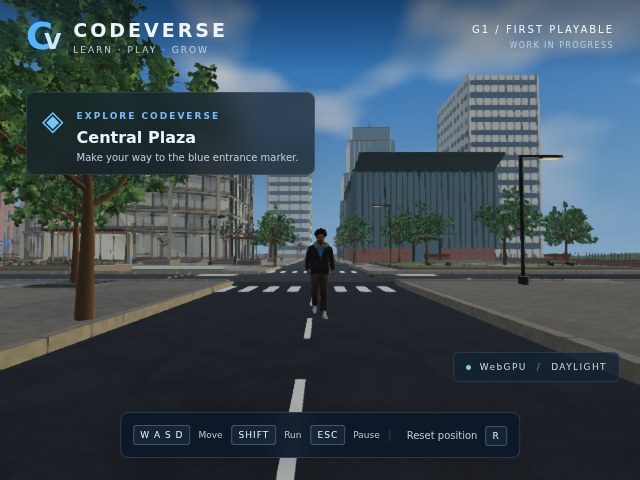 Cv CODEVERSE
LEARN · PLAY · GROW
G1 / FIRST PLAYABLE
WORK IN PROGRESS
EXPLORE CODEVERSE
Central Plaza
Make your way to the blue entrance marker.
WebGPU / DAYLIGHT
W A S D Move SHIFT Run ESC Pause Reset position R